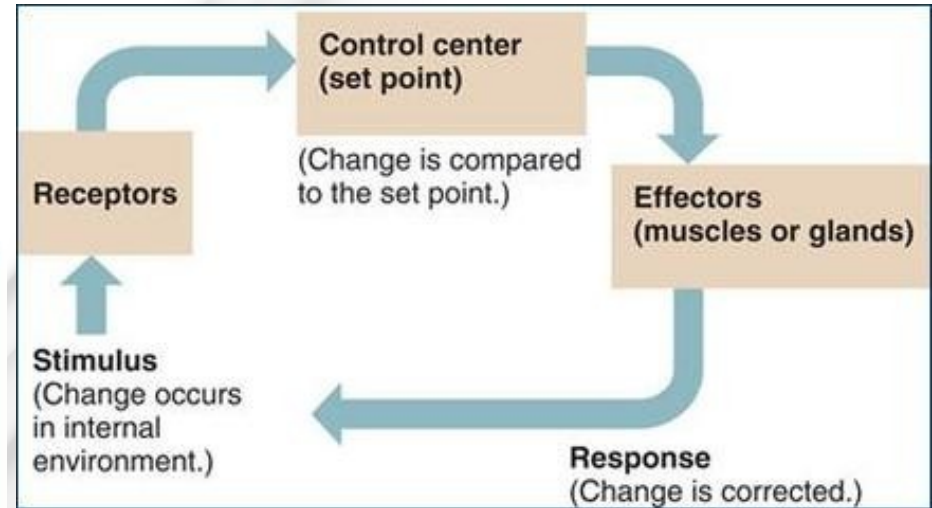 Control center
(set point)
(Change is compared
to the set point.)
Receptors
Effectors
(muscles or glands)
Stimulus
(Change occurs
in internal
environment.)
Response
(Change is corrected.)